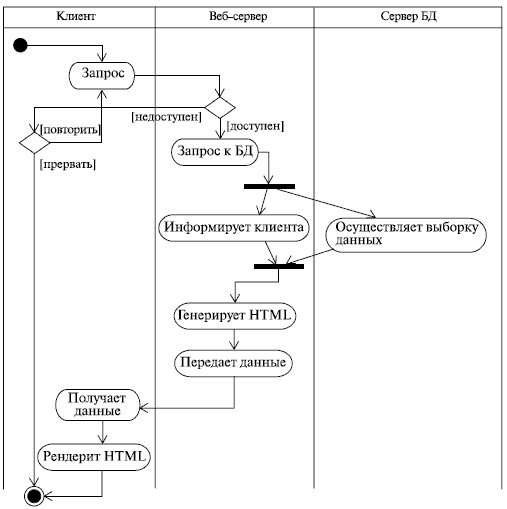 Клиент
Веб-сервер
Сервер БД
Запрос
[недоступен]
[доступен]
[повторить]
[прервать]
Запрос к БД
Информирует клиента
Осуществляет выборку
данных
Генерирует HTML
Передает данные
Получает
данные
Рендерит HTML